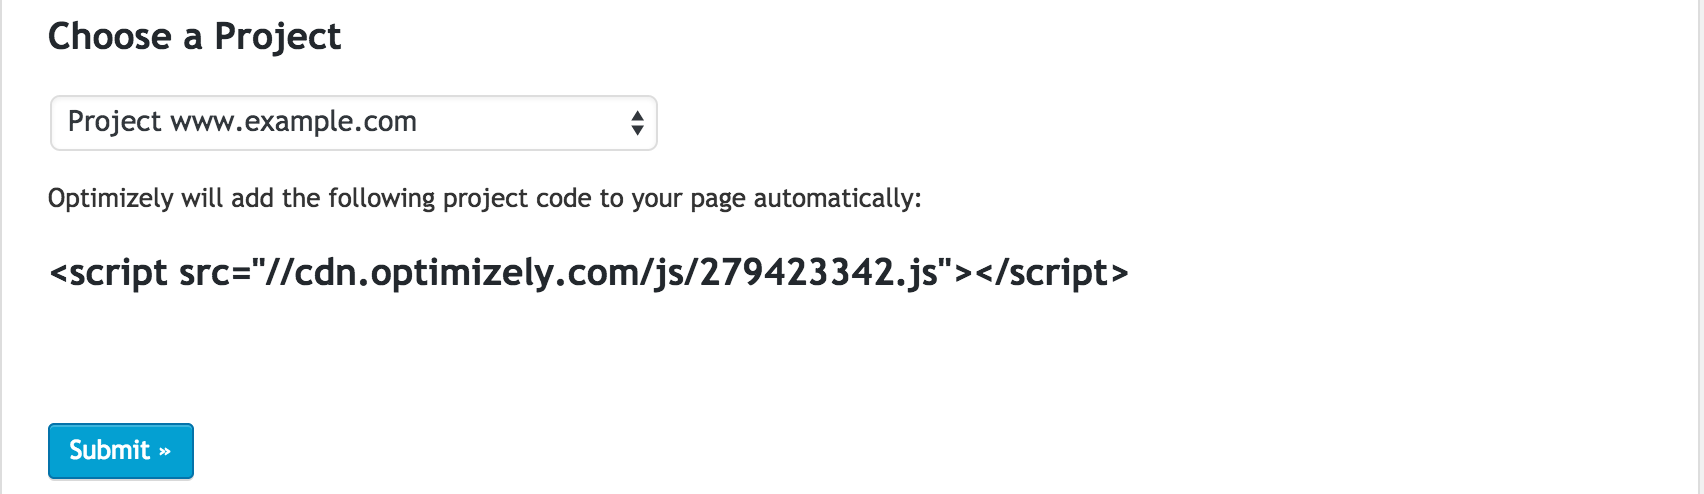 Choose a Project
Project www.example.com
Optimizely will add the following project code to your page automatically:
<script src="//cdn.optimizely.com/js/279423342.js"></script>
Submit »